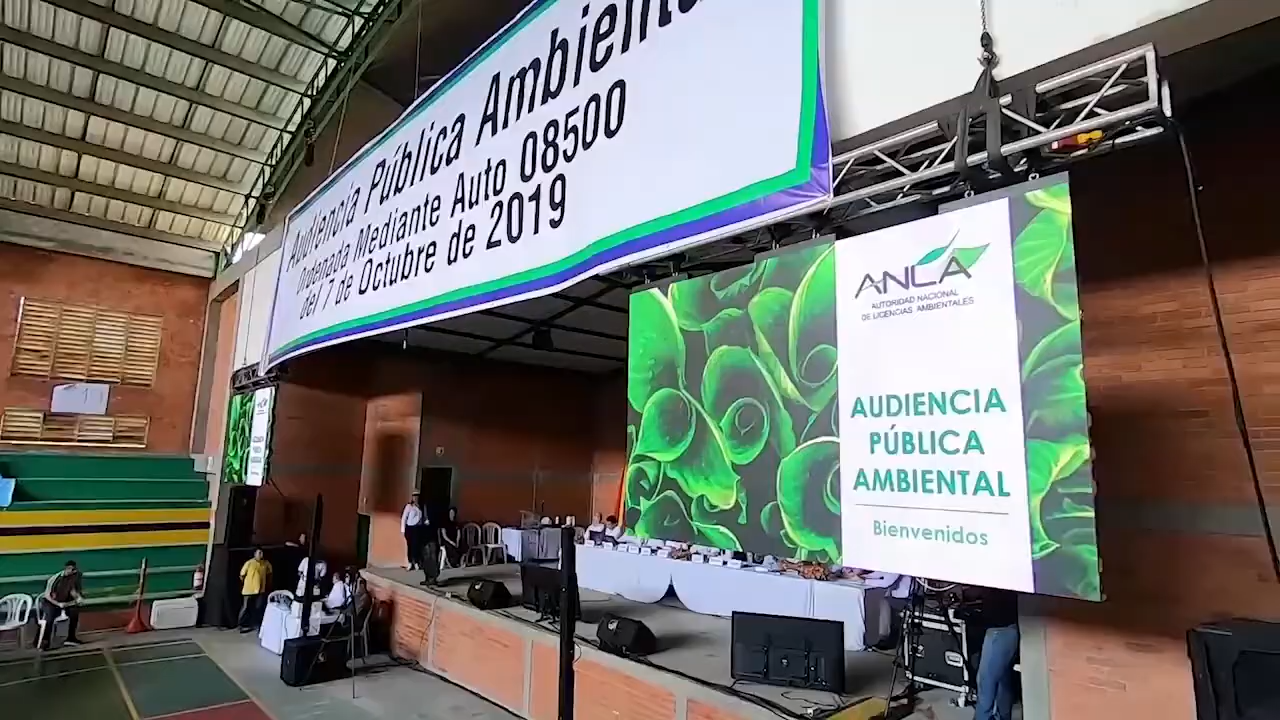 Audiencia Pública
Ordenada Mediante Auto 08500
del 7 de Octubre de 2019
ANLA
AUTORIDAD NACIONAL
DE LICENCIAS AMBIENTALES
AUDIENCIA
PÚBLICA
AMBIENTAL
Bienvenidos